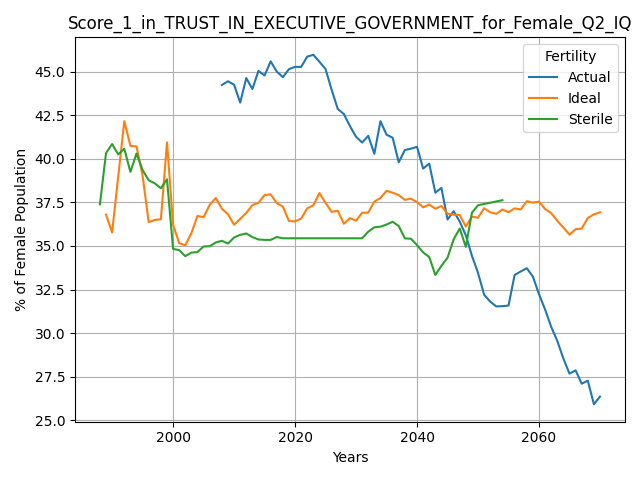 Score_1_in_TRUST_IN_EXECUTIVE_GOVERNMENT_for_Female_Q2_IQ
% of Female Population
45.0
42.5
40.0
37.5
35.0
32.5
30.0
27.5
25.0
Fertility
Actual
Ideal
Sterile
2000
2020
2040
2060
Years